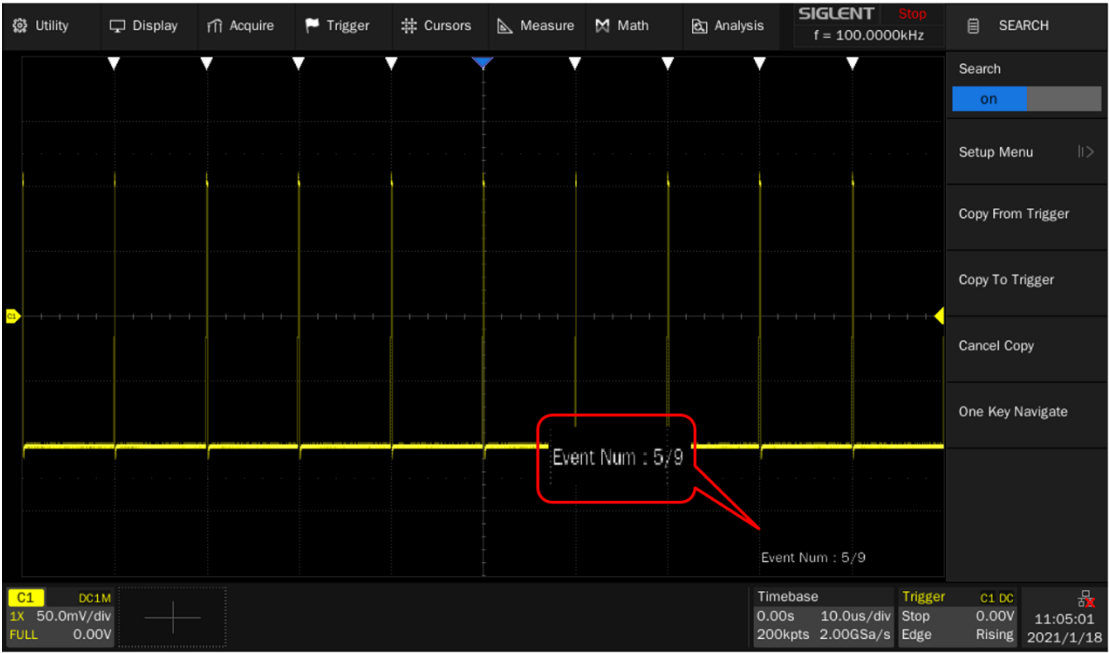 Utility
Display
Acquire
Trigger
Cursors
Measure
Math
Analysis
SIGLENT Stop
f = 100.0000kHz
SEARCH
Search
on
Setup Menu
Copy From Trigger
Copy To Trigger
Cancel Copy
One Key Navigate
C1
Event Num : 5/9
Event Num : 5/9
C1 DC1M
1X 50.0mV/div
FULL 0.00V
Timebase
0.00s 10.0us/div
200kpts 2.00GSa/s
Trigger C1 DC
Stop 0.00V
Edge Rising
11:05:01
2021/1/18